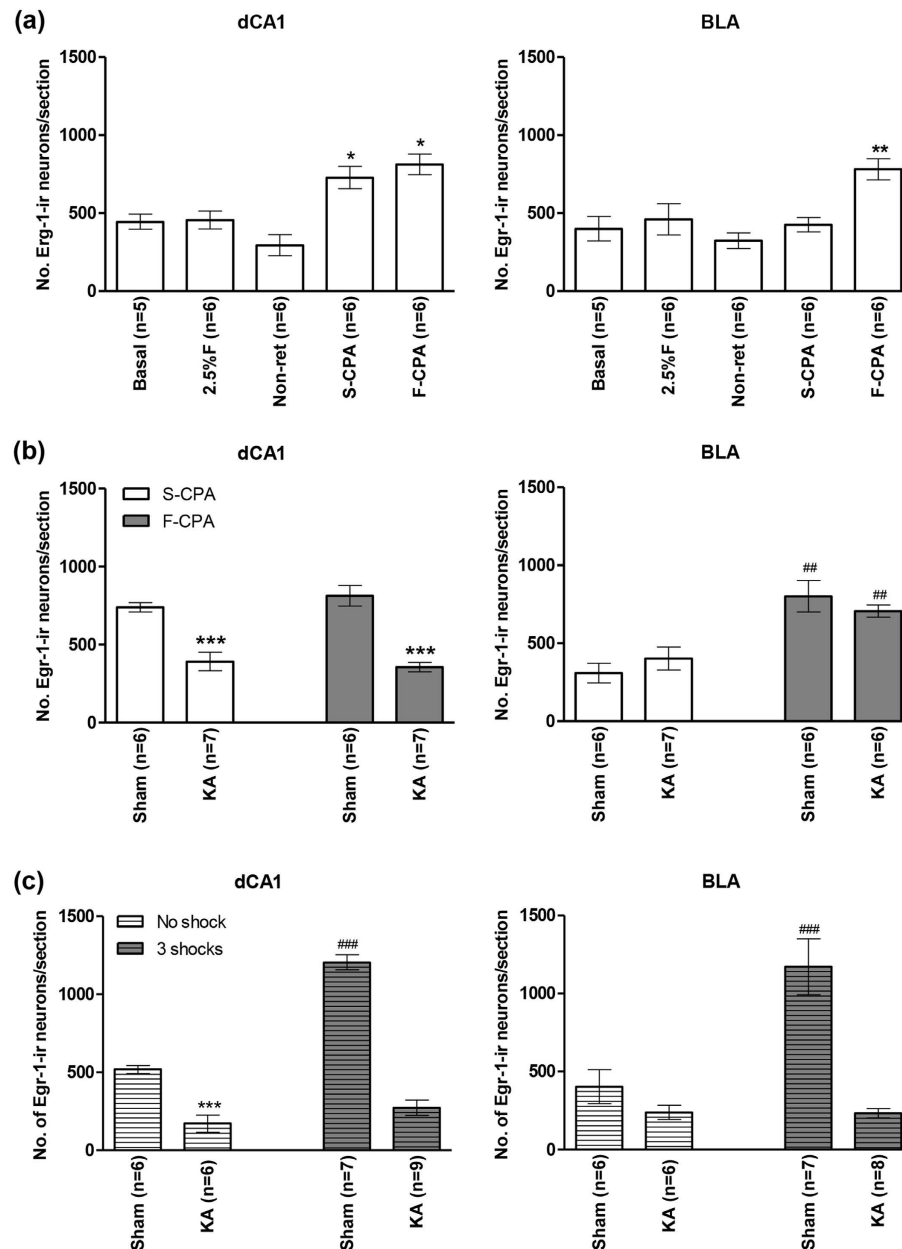 (a)
dCA1
No. Erg-1-ir neurons/section
1500
1000
500
0
Basal (n=5)
2.5%F (n=6)
Non-ret (n=6)
S-CPA (n=6)
F-CPA (n=6)
*
*
BLA
No. Egr-1-ir neurons/section
1500
1000
500
0
Basal (n=5)
2.5%F (n=6)
Non-ret (n=6)
S-CPA (n=6)
F-CPA (n=6)
**
(b)
dCA1
S-CPA
F-CPA
No. Egr-1-ir neurons/section
1500
1000
500
0
***
***
Sham (n=6)
KA (n=7)
Sham (n=6)
KA (n=7)
BLA
No. Egr-1-ir neurons/section
1500
1000
500
0
##
##
Sham (n=6)
KA (n=7)
Sham (n=6)
KA (n=6)
(c)
dCA1
No shock
3 shocks
No. of Egr-1-ir neurons/section
1500
1000
500
0
***
###
Sham (n=6)
KA (n=6)
Sham (n=7)
KA (n=9)
BLA
No. of Egr-1-ir neurons/section
1500
1000
500
0
###
Sham (n=6)
KA (n=6)
Sham (n=7)
KA (n=8)